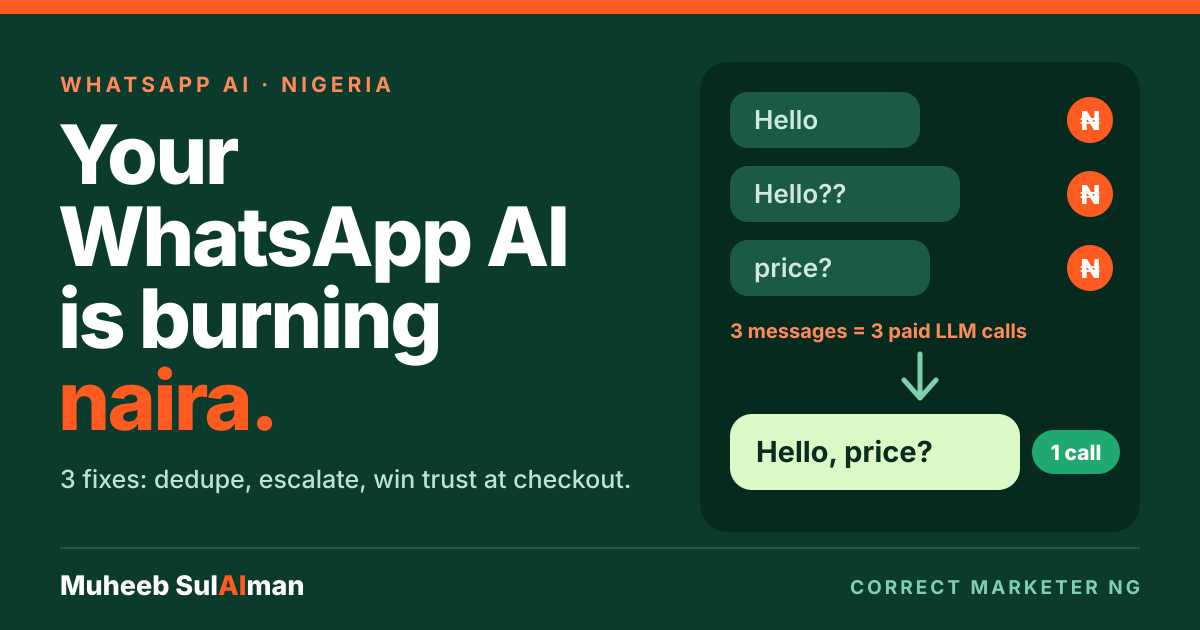 WHATSAPP AI · NIGERIA
Your
WhatsApp AI
is burning
naira.
3 fixes: dedupe, escalate, win trust at checkout.
Hello
₦
Hello??
₦
price?
₦
3 messages = 3 paid LLM calls
Hello, price?
1 call
Muheeb SulAIman
CORRECT MARKETER NG